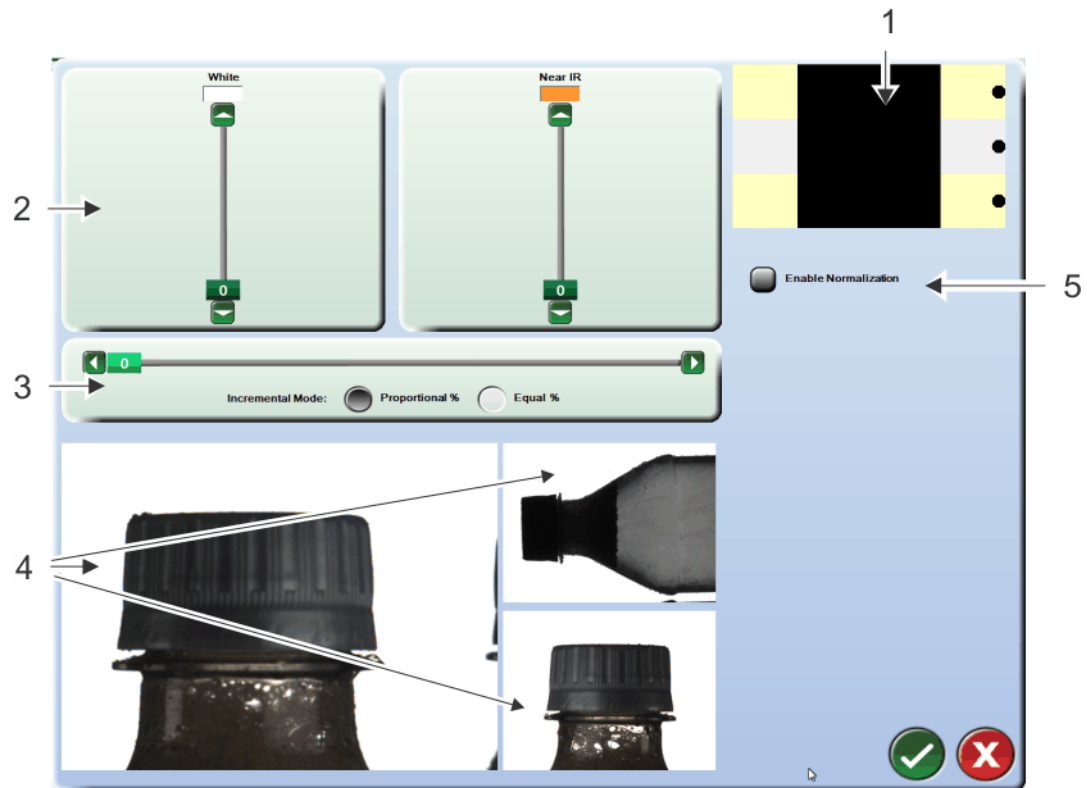 1
White
Near IR
2
0
0
Enable Normalization
5
0
3
Incremental Mode: Proportional % Equal %
4